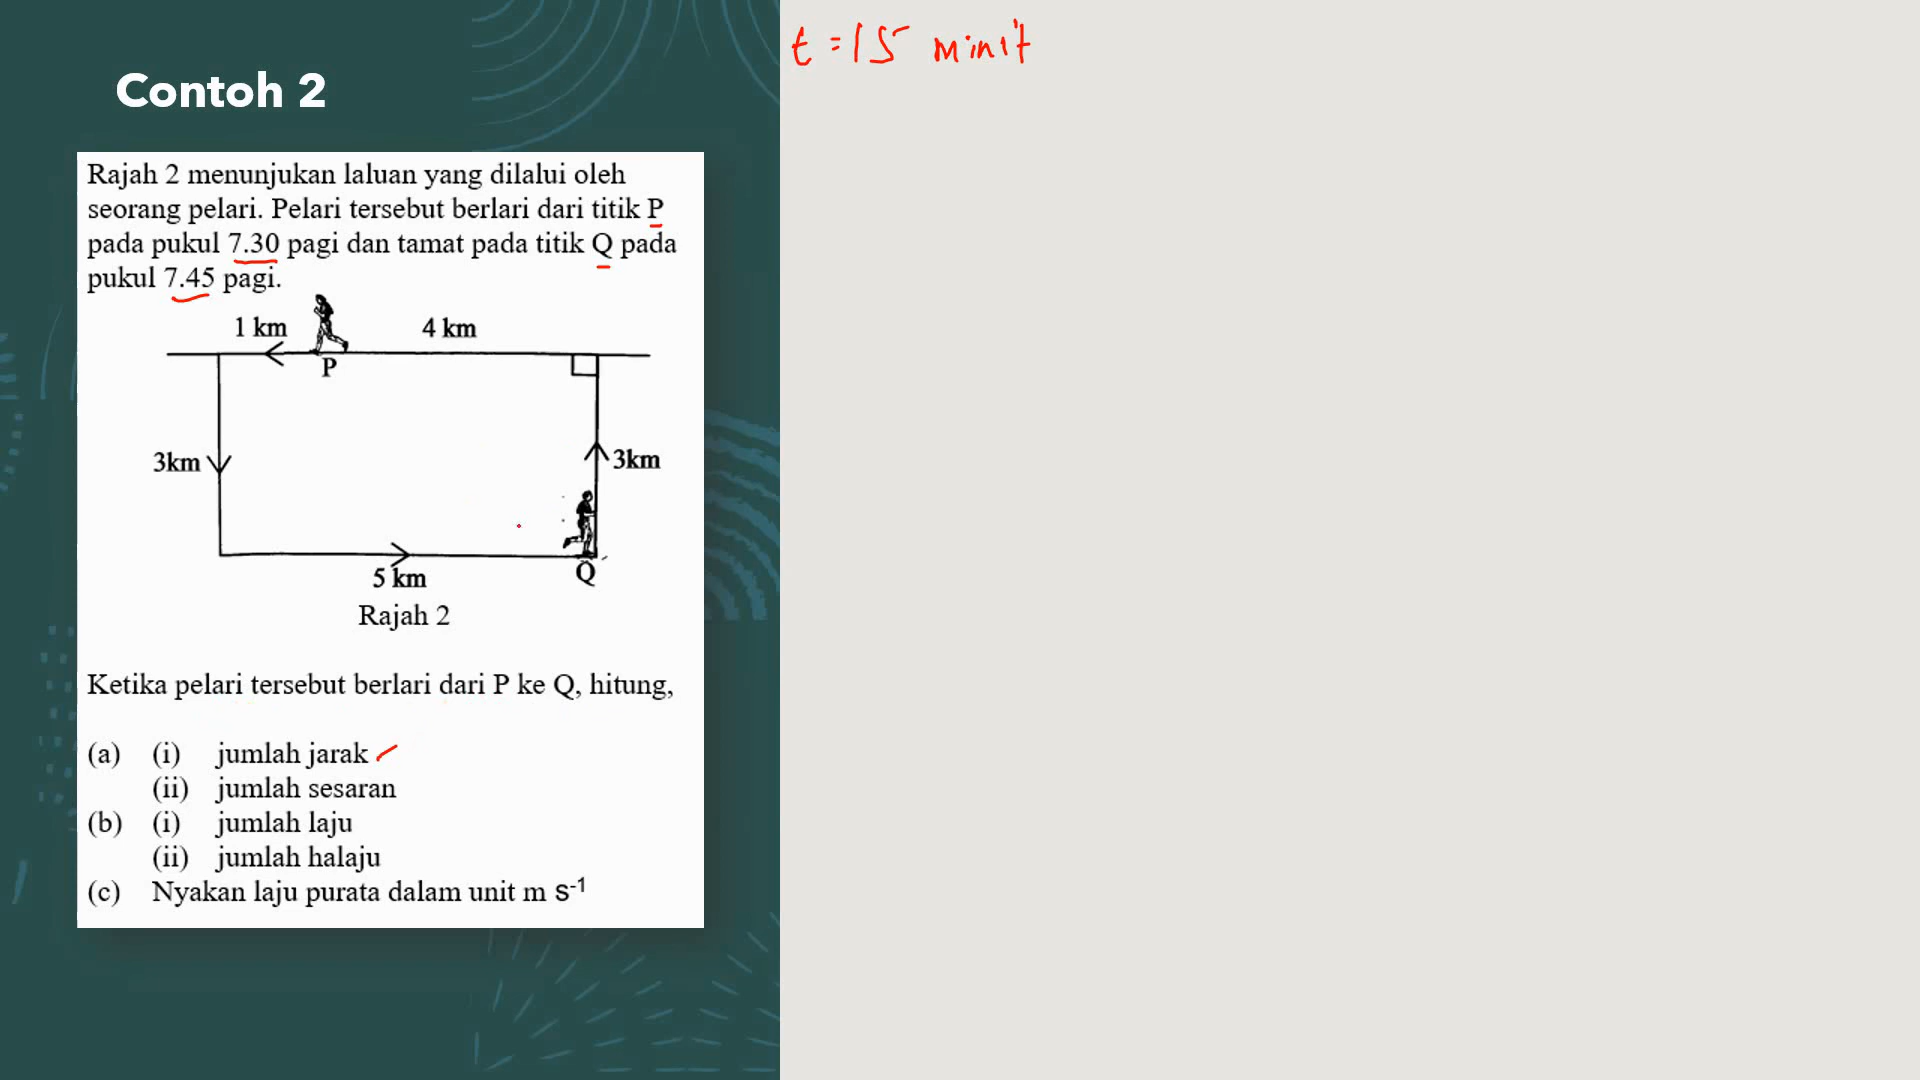 Contoh 2
t = 15 minit
Rajah 2 menunjukan laluan yang dilalui oleh
seorang pelari. Pelari tersebut berlari dari titik P
pada pukul 7.30 pagi dan tamat pada titik Q pada
pukul 7.45 pagi.
1 km
4 km
P
3km
3km
Q
5 km
Rajah 2
Ketika pelari tersebut berlari dari P ke Q, hitung,
(a) (i) jumlah jarak
(ii) jumlah sesaran
(b) (i) jumlah laju
(ii) jumlah halaju
(c) Nyakan laju purata dalam unit m s⁻¹